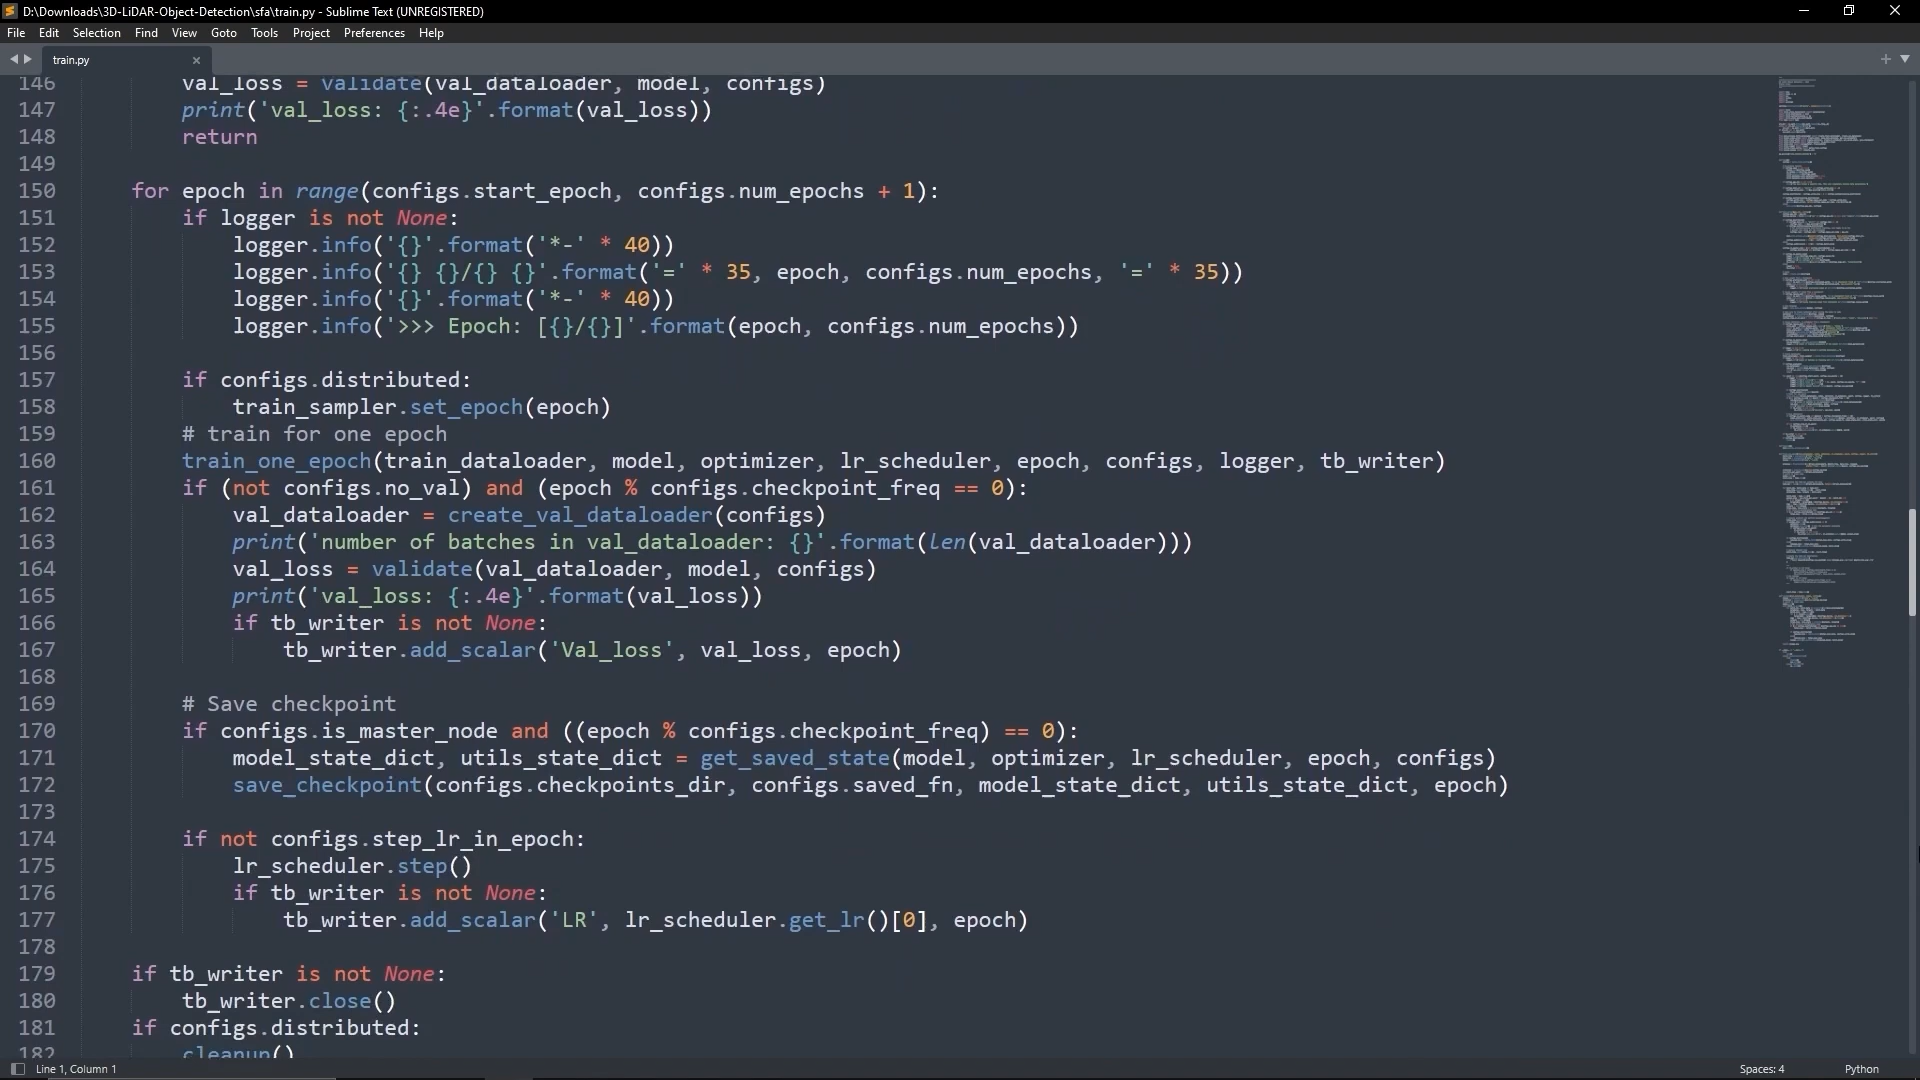 D:\Downloads\3D-LiDAR-Object-Detection\sfa\train.py - Sublime Text (UNREGISTERED)
File Edit Selection Find View Goto Tools Project Preferences Help
train.py
146 val_loss = validate(val_dataloader, model, configs)
147 print('val_loss: {:.4e}'.format(val_loss))
148 return
149
150 for epoch in range(configs.start_epoch, configs.num_epochs + 1):
151 if logger is not None:
152 logger.info('{}'.format('*-' * 40))
153 logger.info('{} {}/{} {}'.format('=' * 35, epoch, configs.num_epochs, '=' * 35))
154 logger.info('{}'.format('*-' * 40))
155 logger.info('>>> Epoch: [{}/{}]'.format(epoch, configs.num_epochs))
156
157 if configs.distributed:
158 train_sampler.set_epoch(epoch)
159 # train for one epoch
160 train_one_epoch(train_dataloader, model, optimizer, lr_scheduler, epoch, configs, logger, tb_writer)
161 if (not configs.no_val) and (epoch % configs.checkpoint_freq == 0):
162 val_dataloader = create_val_dataloader(configs)
163 print('number of batches in val_dataloader: {}'.format(len(val_dataloader)))
164 val_loss = validate(val_dataloader, model, configs)
165 print('val_loss: {:.4e}'.format(val_loss))
166 if tb_writer is not None:
167 tb_writer.add_scalar('Val_loss', val_loss, epoch)
168
169 # Save checkpoint
170 if configs.is_master_node and ((epoch % configs.checkpoint_freq) == 0):
171 model_state_dict, utils_state_dict = get_saved_state(model, optimizer, lr_scheduler, epoch, configs)
172 save_checkpoint(configs.checkpoints_dir, configs.saved_fn, model_state_dict, utils_state_dict, epoch)
173
174 if not configs.step_lr_in_epoch:
175 lr_scheduler.step()
176 if tb_writer is not None:
177 tb_writer.add_scalar('LR', lr_scheduler.get_lr()[0], epoch)
178
179 if tb_writer is not None:
180 tb_writer.close()
181 if configs.distributed:
182 cleanup()
Line 1, Column 1
Spaces: 4
Python